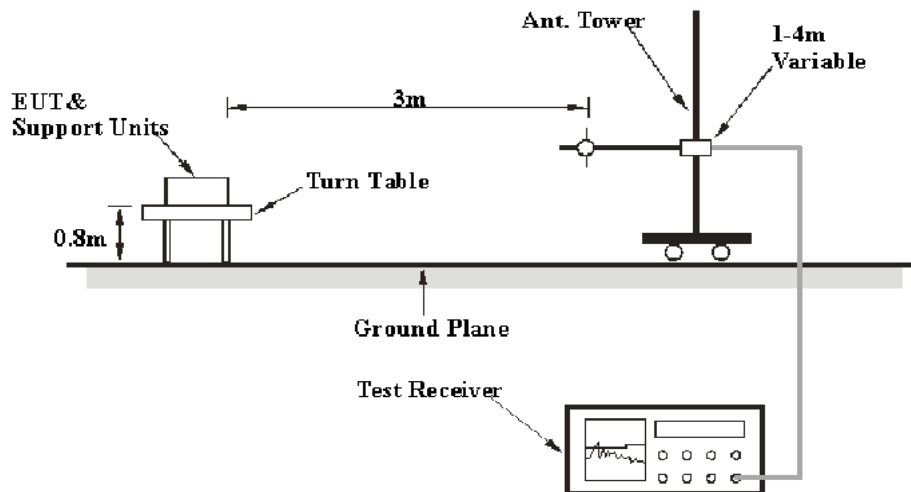 Ant. Tower
1-4m
Variable
3m
EUT&
Support Units
Turn Table
0.8m
Ground Plane
Test Receiver